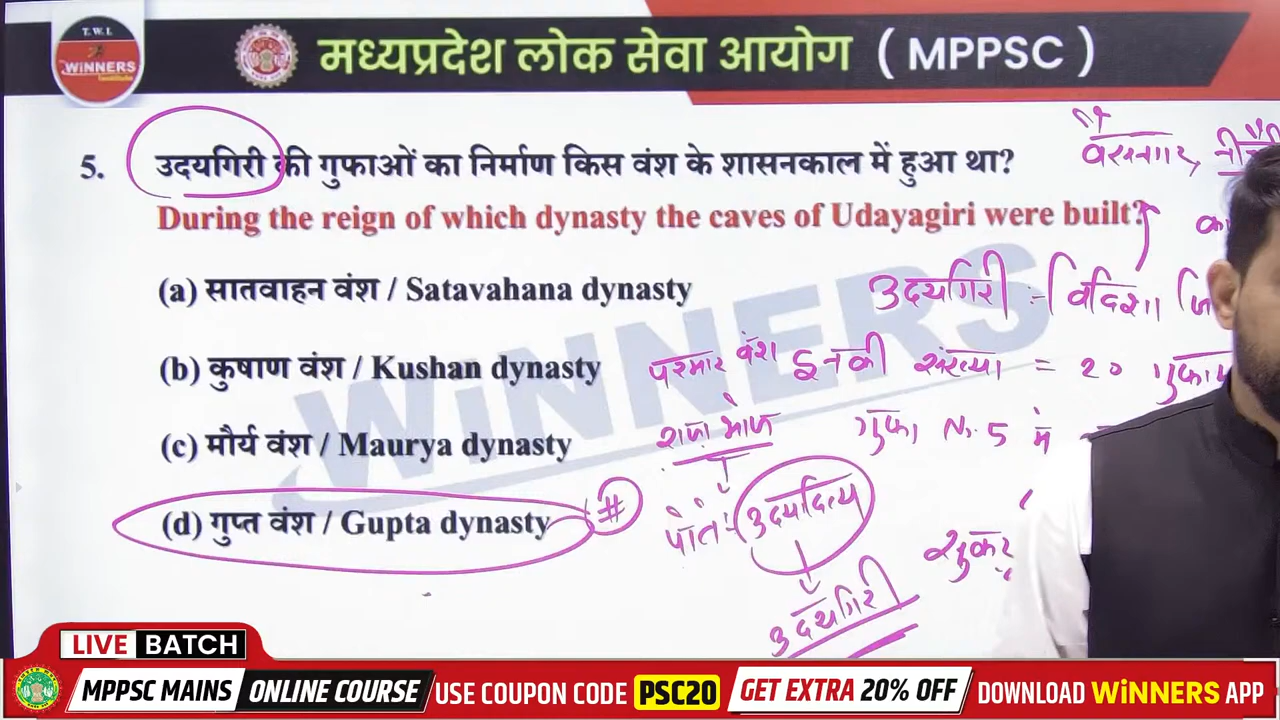 T. W. I.
WiNNERS
मध्यप्रदेश लोक सेवा आयोग ( MPPSC )
5. उदयगिरी की गुफाओं का निर्माण किस वंश के शासनकाल में हुआ था?
During the reign of which dynasty the caves of Udayagiri were built?
(a) सातवाहन वंश / Satavahana dynasty
(b) कुषाण वंश / Kushan dynasty
(c) मौर्य वंश / Maurya dynasty
(d) गुप्त वंश / Gupta dynasty #
उदयगिरी :- विदिशा
परमार वंश इनकी संख्या = 20
राजा भोज गुफा No. 5 में
उदयादित्य
उदयगिरी
WiNNERS
LIVE BATCH
MPPSC MAINS ONLINE COURSE USE COUPON CODE PSC20 GET EXTRA 20% OFF DOWNLOAD WiNNERS APP